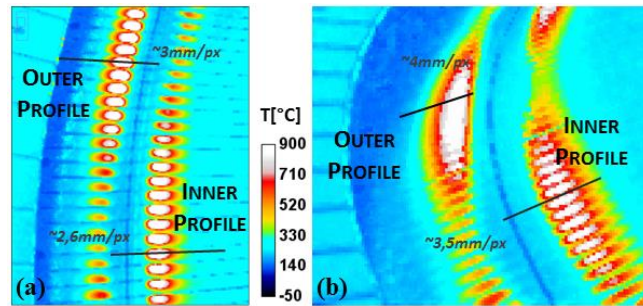 ~3mm/px
OUTER
PROFILE
INNER
PROFILE
~2,6mm/px
(a)
T[°C]
900
710
520
330
140
-50
~4mm/px
OUTER
PROFILE
INNER
PROFILE
~3,5mm/px
(b)